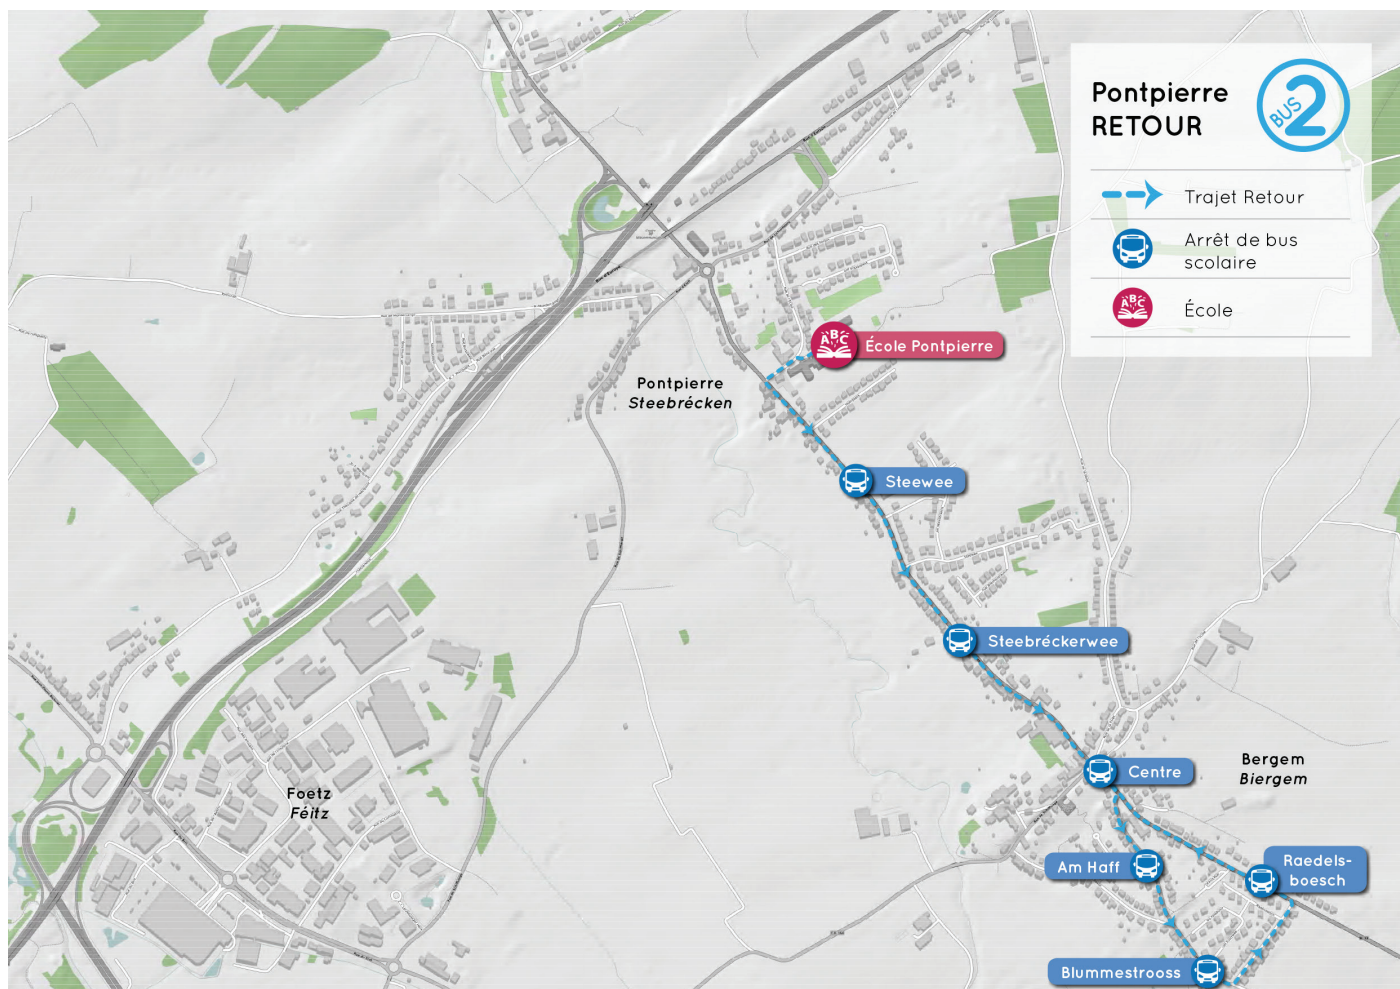 Pontpierre
RETOUR
BUS 2
Trajet Retour
Arrêt de bus
scolaire
École
ABC
École Pontpierre
Pontpierre
Steebrécken
Steewee
Steebréckerwee
Centre
Bergem
Biergem
Foetz
Féitz
Am Haff
Raedels-
boesch
Blummestrooss